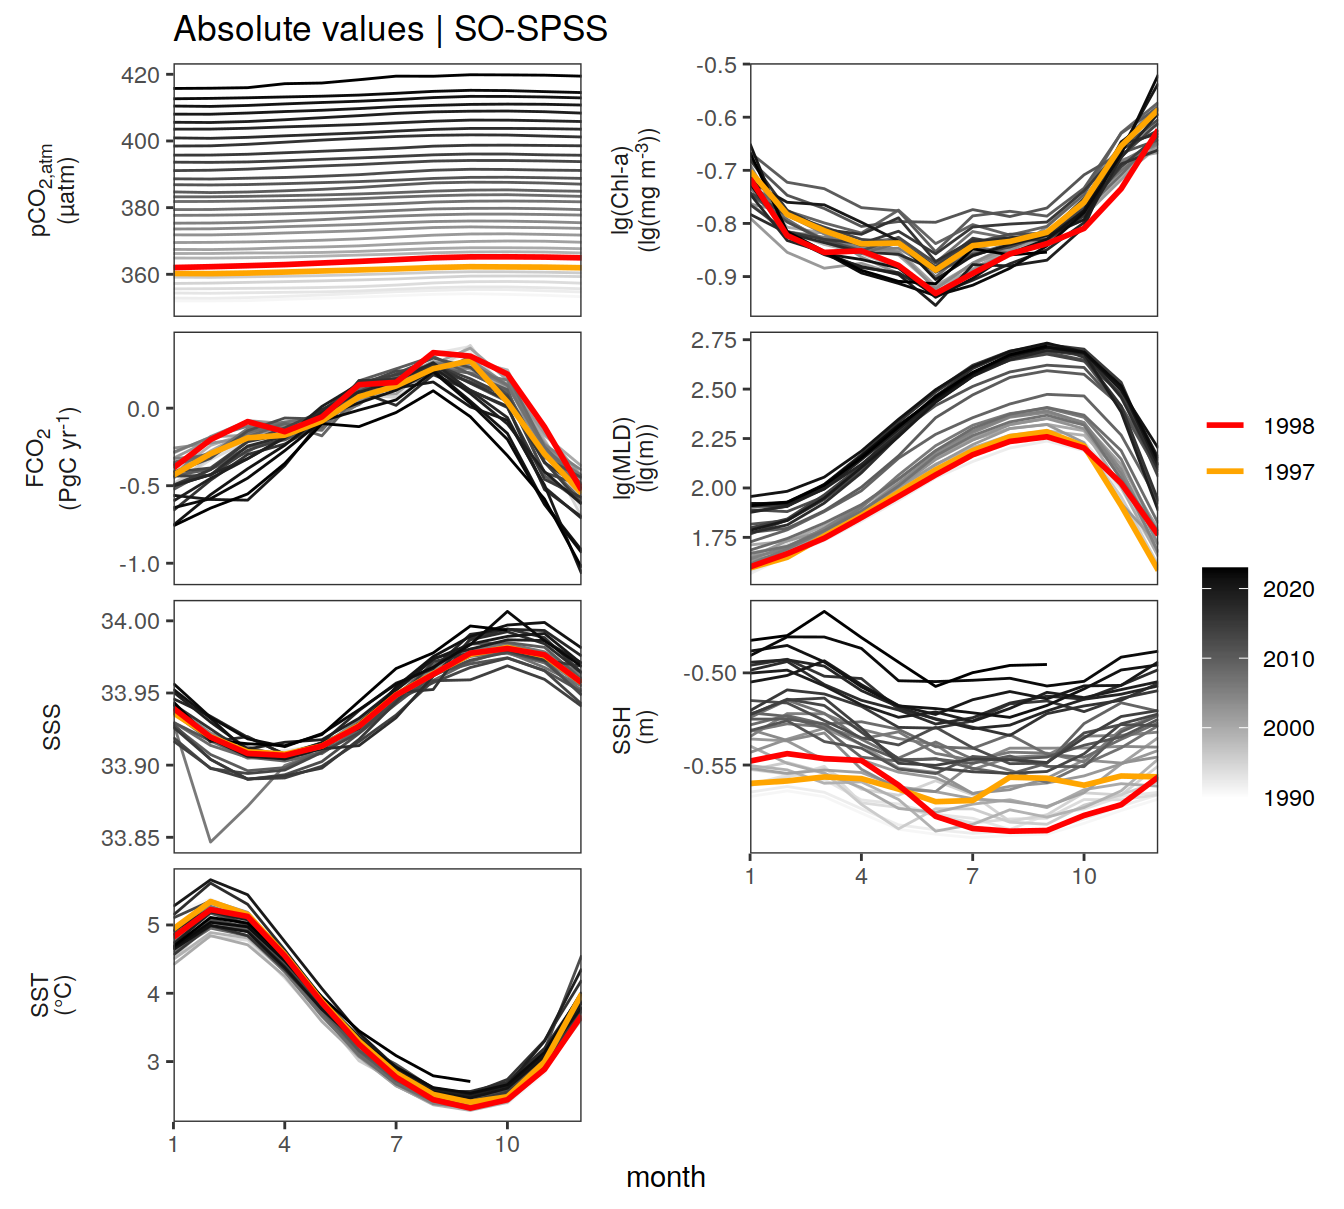 Absolute values | SO-SPSS
pCO2,atm
(µatm)
420
400
380
360
lg(Chl-a)
(lg(mg m-3))
-0.5
-0.6
-0.7
-0.8
-0.9
FCO2
(PgC yr-1)
0.0
-0.5
-1.0
lg(MLD)
(lg(m))
2.75
2.50
2.25
2.00
1.75
SSS
34.00
33.95
33.90
33.85
SSH
(m)
-0.50
-0.55
1 4 7 10
SST
(°C)
5
4
3
1 4 7 10
month
1998
1997
2020
2010
2000
1990